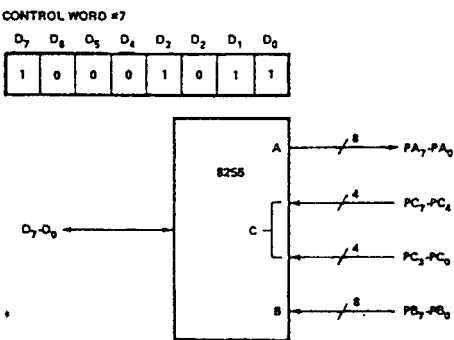 CONTROL WORD #7
D7 D6 D5 D4 D3 D2 D1 D0
1 0 0 0 1 0 1 1
A
8 PA7-PA0
8255
4 PC7-PC4
D7-D0
C
4 PC3-PC0
B
8 PB7-PB0